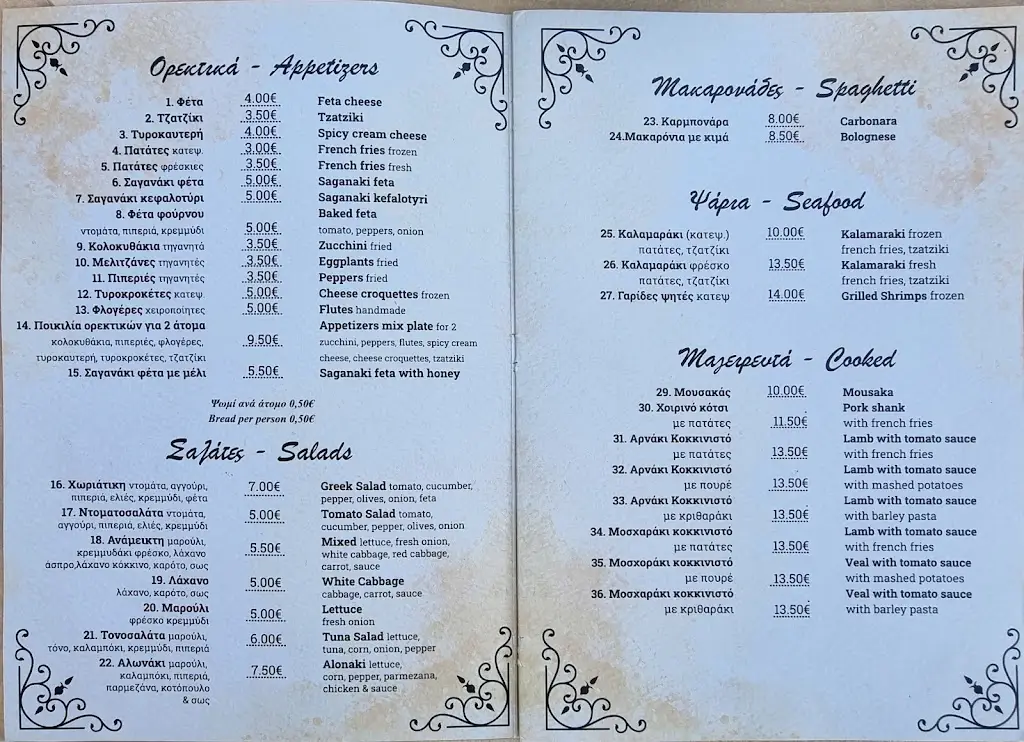 Ορεκτικά - Appetizers
1. Φέτα 4.00€ Feta cheese
2. Τζατζίκι 3.50€ Tzatziki
3. Τυροκαυτερή 4.00€ Spicy cream cheese
4. Πατάτες κατεψ. 3.00€ French fries frozen
5. Πατάτες φρέσκιες 3.50€ French fries fresh
6. Σαγανάκι φέτα 5.00€ Saganaki feta
7. Σαγανάκι κεφαλοτύρι 5.00€ Saganaki kefalotyri
8. Φέτα φούρνου Baked feta
ντομάτα, πιπεριά, κρεμμύδι 5.00€ tomato, peppers, onion
9. Κολοκυθάκια τηγανητά 3.50€ Zucchini fried
10. Μελιτζάνες τηγανητές 3.50€ Eggplants fried
11. Πιπεριές τηγανητές 3.50€ Peppers fried
12. Τυροκροκέτες κατεψ. 5.00€ Cheese croquettes frozen
13. Φλογέρες χειροποίητες 5.00€ Flutes handmade
14. Ποικιλία ορεκτικών για 2 άτομα Appetizers mix plate for 2
κολοκυθάκια, πιπεριές, φλογέρες, 9.50€ zucchini, peppers, flutes, spicy cream
τυροκαυτερή, τυροκροκέτες, τζατζίκι cheese, cheese croquettes, tzatziki
15. Σαγανάκι φέτα με μέλι 5.50€ Saganaki feta with honey
Ψωμί ανά άτομο 0,50€
Bread per person 0,50€
Σαλάτες - Salads
16. Χωριάτικη ντομάτα, αγγούρι, 7.00€ Greek Salad tomato, cucumber,
πιπεριά, ελιές, κρεμμύδι, φέτα pepper, olives, onion, feta
17. Ντοματοσαλάτα ντομάτα, 5.00€ Tomato Salad tomato,
αγγούρι, πιπεριά, ελιές, κρεμμύδι cucumber, pepper, olives, onion
18. Ανάμεικτη μαρούλι, Mixed lettuce, fresh onion,
κρεμμυδάκι φρέσκο, λάχανο 5.50€ white cabbage, red cabbage,
άσπρο,λάχανο κόκκινο, καρότο, σως carrot, sauce
19. Λάχανο 5.00€ White Cabbage
λάχανο, καρότο, σως cabbage, carrot, sauce
20. Μαρούλι 5.00€ Lettuce
φρέσκο κρεμμύδι fresh onion
21. Τονοσαλάτα μαρούλι, 6.00€ Tuna Salad lettuce,
τόνο, καλαμπόκι, κρεμμύδι, πιπεριά tuna, corn, onion, pepper
22. Αλωνάκι μαρούλι, 7.50€ Alonaki lettuce,
καλαμπόκι, πιπεριά, corn, pepper, parmezana,
παρμεζάνα, κοτόπουλο chicken & sauce
& σως
Μακαρονάδες - Spaghetti
23. Καρμπονάρα 8.00€ Carbonara
24.Μακαρόνια με κιμά 8.50€ Bolognese
Ψάρια - Seafood
25. Καλαμαράκι (κατεψ.) 10.00€ Kalamaraki frozen
πατάτες, τζατζίκι french fries, tzatziki
26. Καλαμαράκι φρέσκο 13.50€ Kalamaraki fresh
πατάτες, τζατζίκι french fries, tzatziki
27. Γαρίδες ψητές κατεψ 14.00€ Grilled Shrimps frozen
Μαγειρευτά - Cooked
29. Μουσακάς 10.00€ Mousaka
30. Χοιρινό κότσι Pork shank
με πατάτες 11.50€ with french fries
31. Αρνάκι Κοκκινιστό Lamb with tomato sauce
με πατάτες 13.50€ with french fries
32. Αρνάκι Κοκκινιστό Lamb with tomato sauce
με πουρέ 13.50€ with mashed potatoes
33. Αρνάκι Κοκκινιστό Lamb with tomato sauce
με κριθαράκι 13.50€ with barley pasta
34. Μοσχαράκι κοκκινιστό Lamb with tomato sauce
με πατάτες 13.50€ with french fries
35. Μοσχοράκι κοκκινιστό Veal with tomato sauce
με πουρέ 13.50€ with mashed potatoes
36. Μοσχαράκι κοκκινιστό Veal with tomato sauce
με κριθαράκι 13.50€ with barley pasta